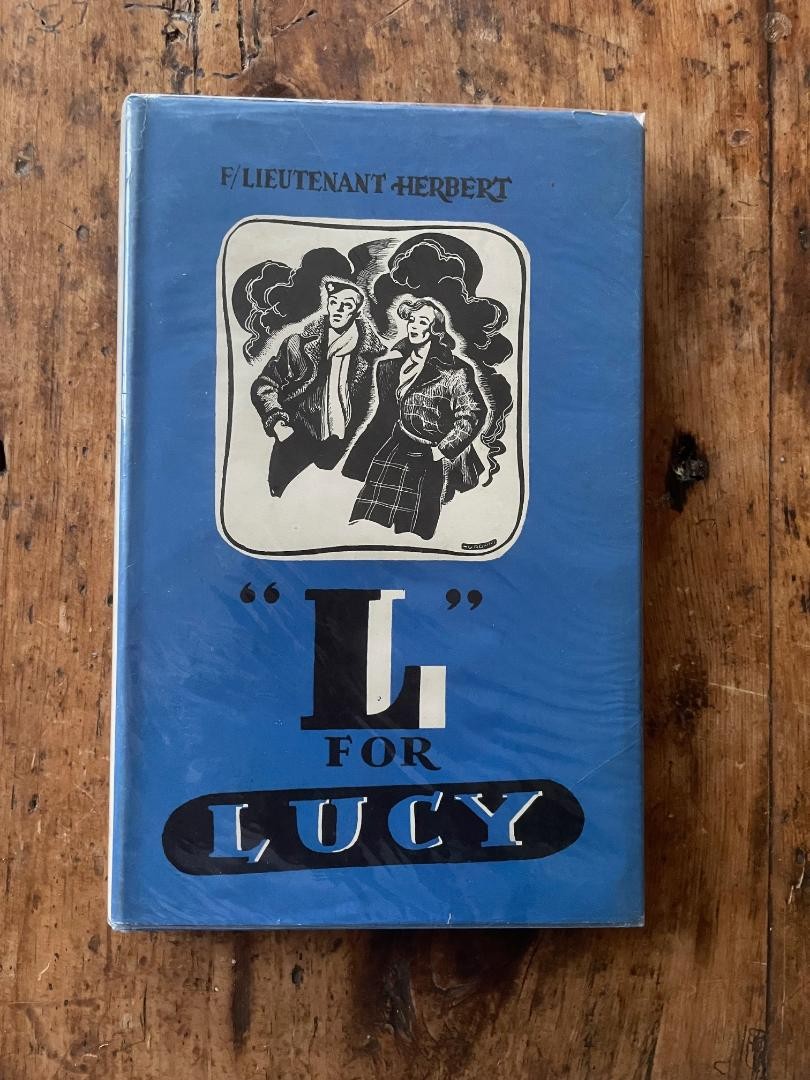 F/LIEUTENANT HERBERT
“L”
FOR
LUCY